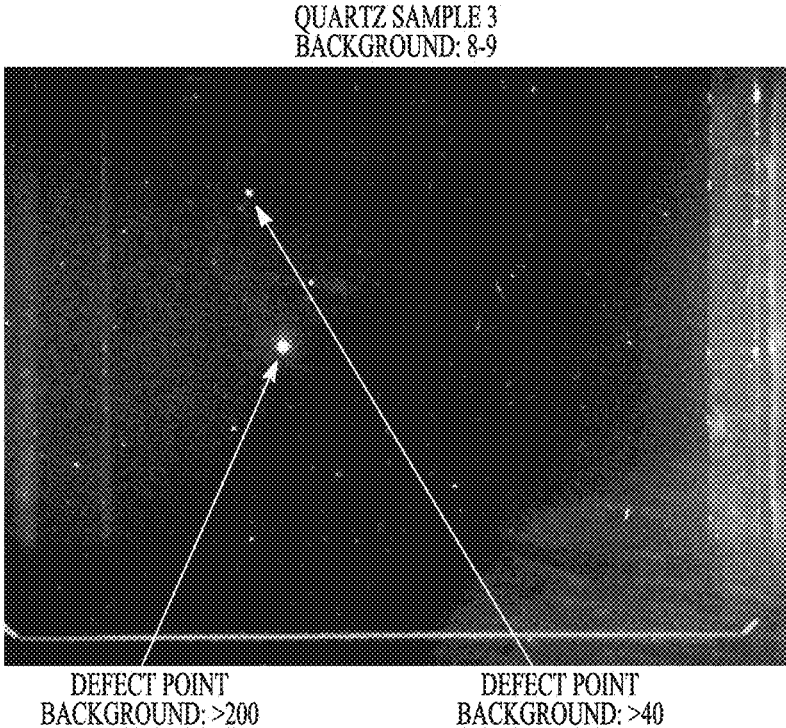 QUARTZ SAMPLE 3
BACKGROUND: 8-9
DEFECT POINT
BACKGROUND: >200
DEFECT POINT
BACKGROUND: >40